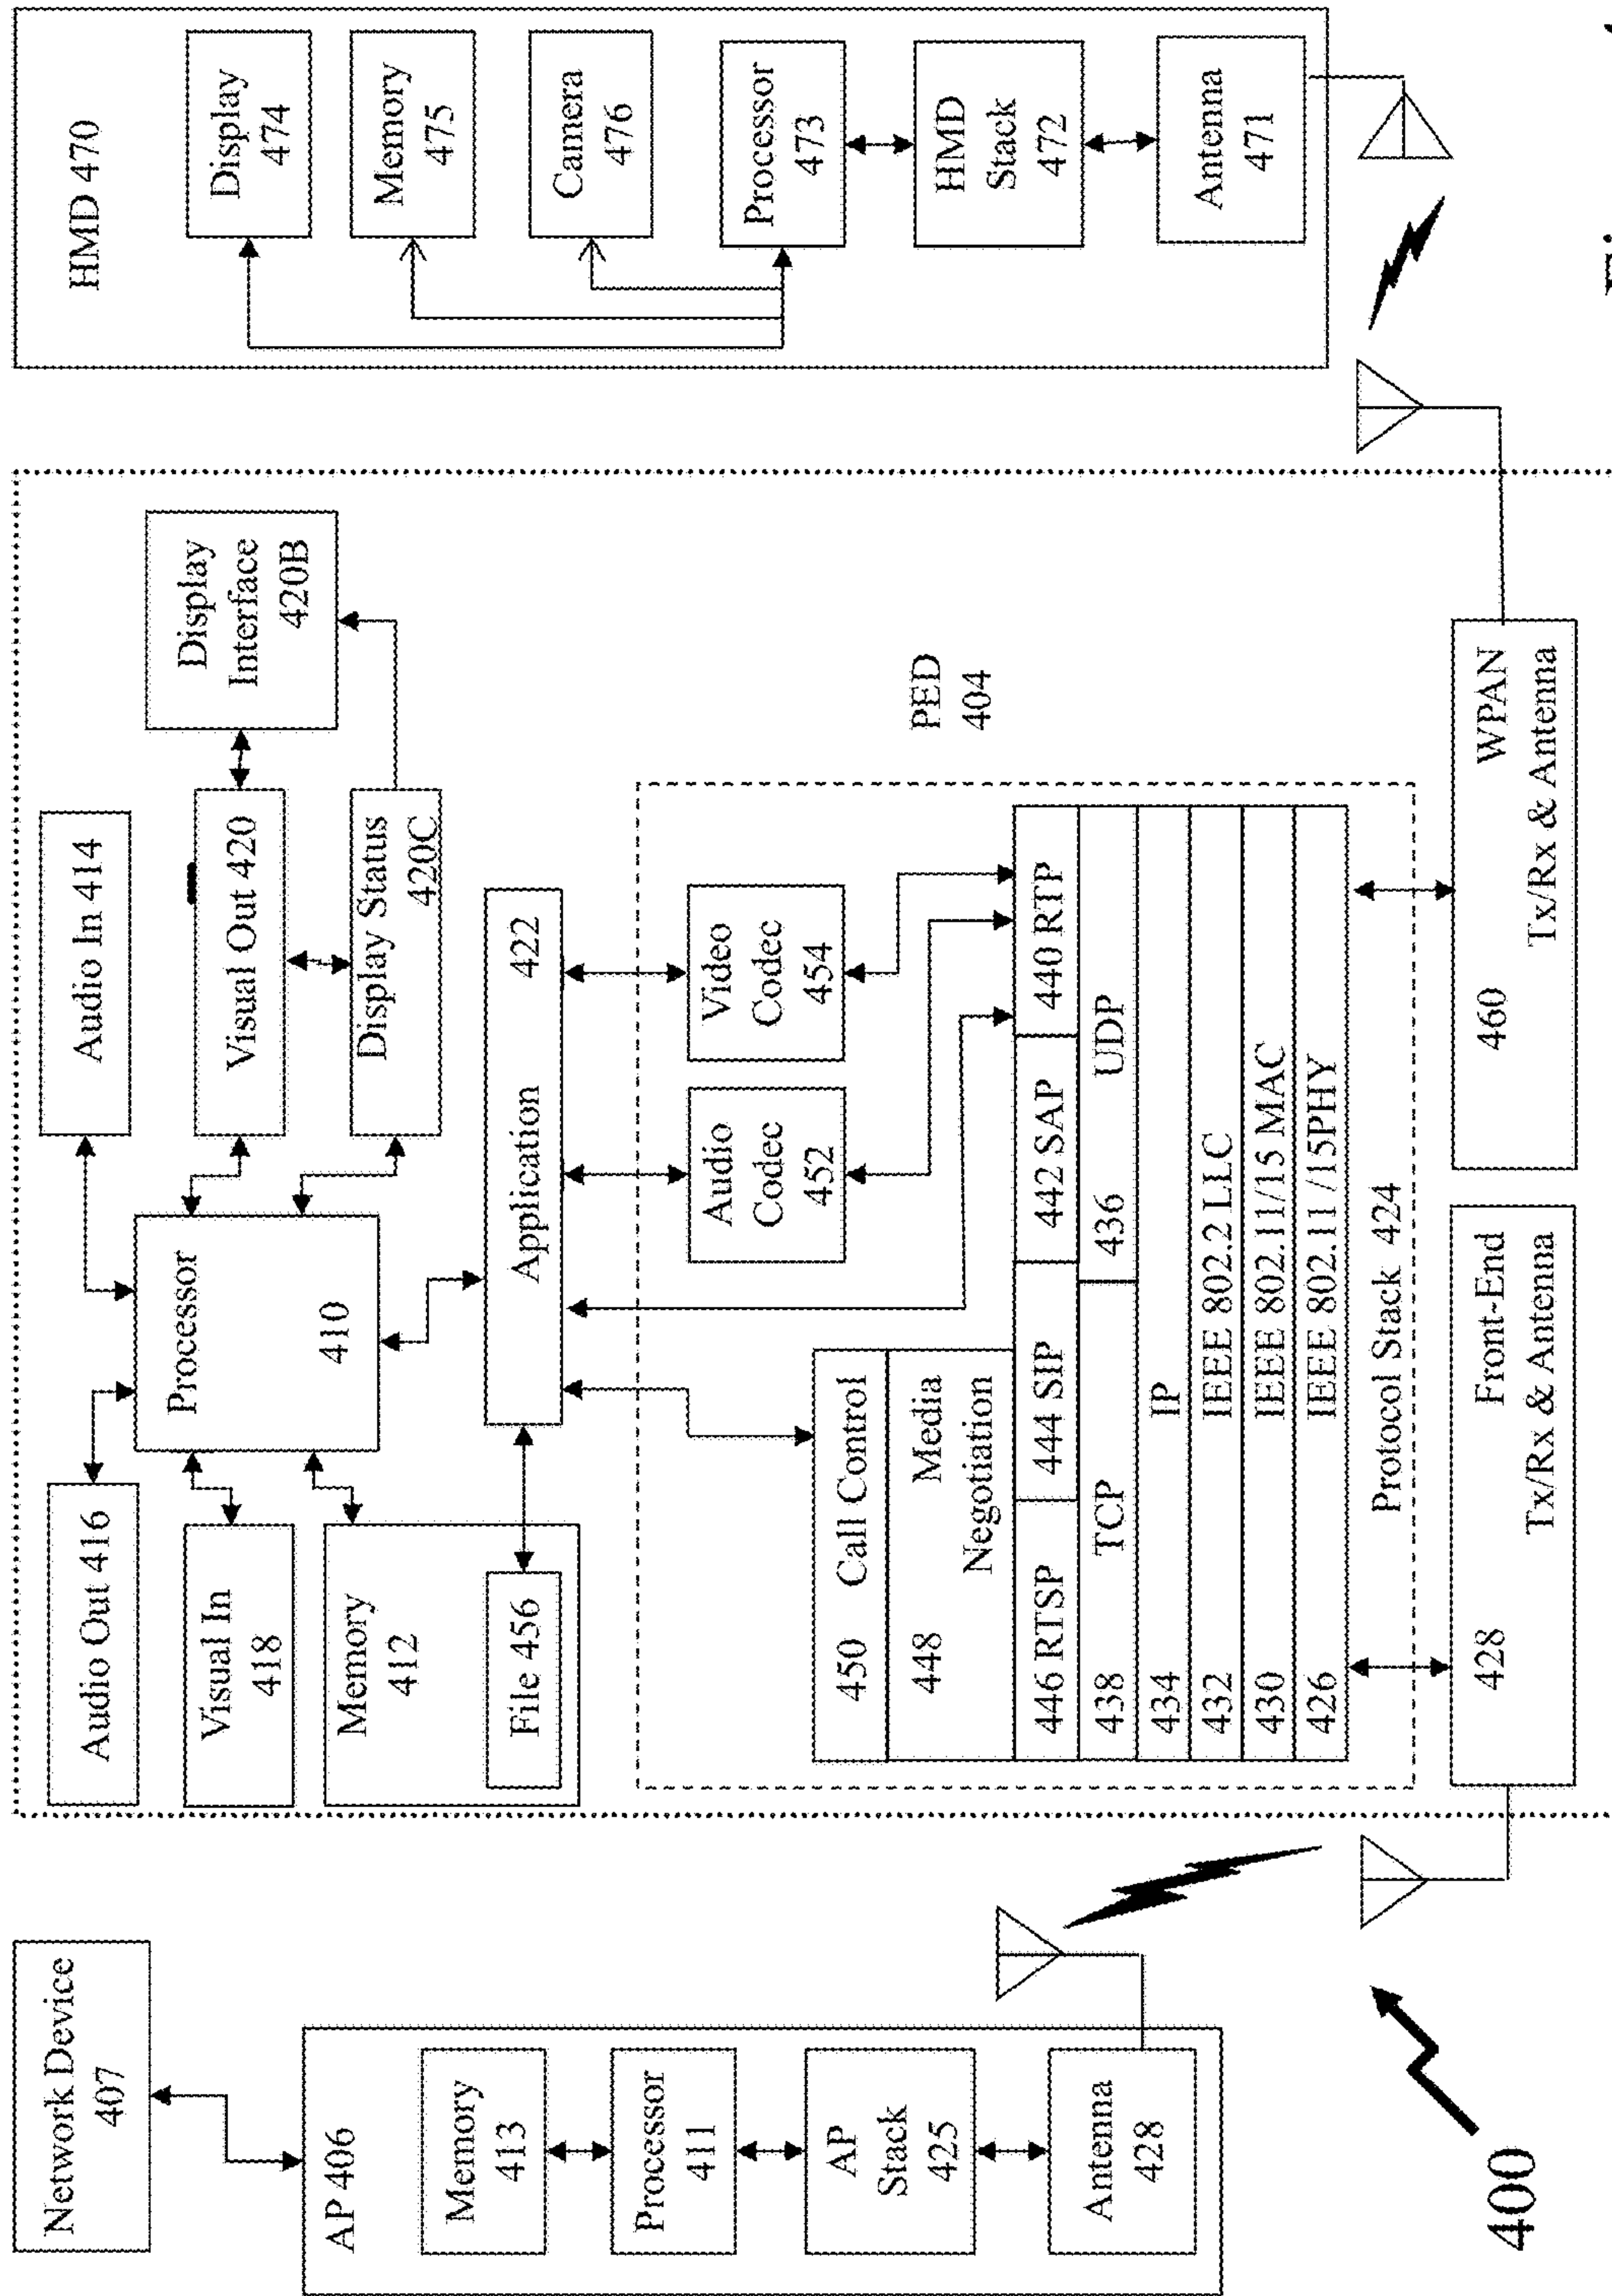 Network Device
407
AP 406
Memory
413
Processor
411
AP
Stack
425
Antenna
428
400
Audio Out 416
Visual In
418
Memory
412
File 456
Processor
410
Audio In 414
Visual Out 420
Display Status
420C
Display
Interface
420B
Application 422
PED
404
450 Call Control
448 Media
Negotiation
Audio
Codec
452
Video
Codec
454
446 RTSP
444 SIP
442 SAP
440 RTP
438 TCP
436 UDP
434 IP
432 IEEE 802.2 LLC
430 IEEE 802.11/15 MAC
426 IEEE 802.11 /15PHY
Protocol Stack 424
428 Front-End
Tx/Rx & Antenna
460 WPAN
Tx/Rx & Antenna
HMD 470
Display
474
Memory
475
Camera
476
Processor
473
HMD
Stack
472
Antenna
471